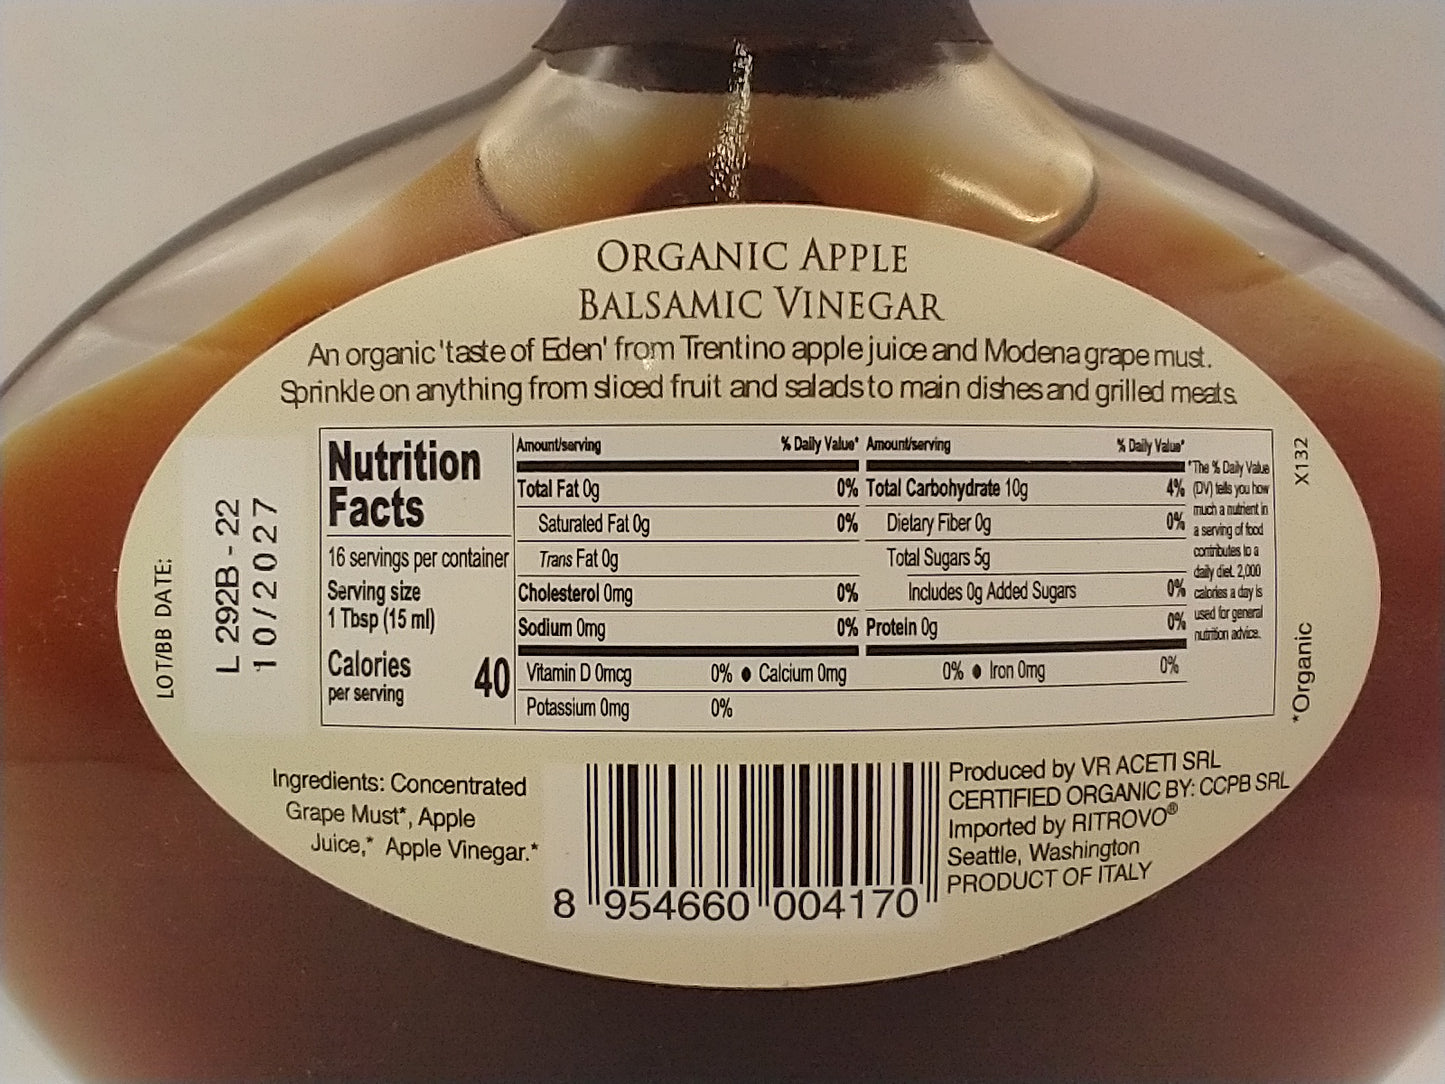 ORGANIC APPLE
BALSAMIC VINEGAR
An organic 'taste of Eden' from Trentino apple juice and Modena grape must.
Sprinkle on anything from sliced fruit and salads to main dishes and grilled meats.
LOT/BB DATE:
L 292B - 22
10/2027
Nutrition
Facts
16 servings per container
Serving size
1 Tbsp (15 ml)
Calories
per serving
40
Amount/serving % Daily Value*
Total Fat 0g 0%
Saturated Fat 0g 0%
Trans Fat 0g
Cholesterol 0mg 0%
Sodium 0mg 0%
Amount/serving % Daily Value*
Total Carbohydrate 10g 4%
Dietary Fiber 0g 0%
Total Sugars 5g
Includes 0g Added Sugars 0%
Protein 0g 0%
Vitamin D 0mcg 0% • Calcium 0mg 0% • Iron 0mg 0%
Potassium 0mg 0%
*The % Daily Value
(DV) tells you how
much a nutrient in
a serving of food
contributes to a
daily diet. 2,000
calories a day is
used for general
nutrition advice.
X132
*Organic
Ingredients: Concentrated
Grape Must*, Apple
Juice,* Apple Vinegar.*
8 954660 004170
Produced by VR ACETI SRL
CERTIFIED ORGANIC BY: CCPB SRL
Imported by RITROVO®
Seattle, Washington
PRODUCT OF ITALY